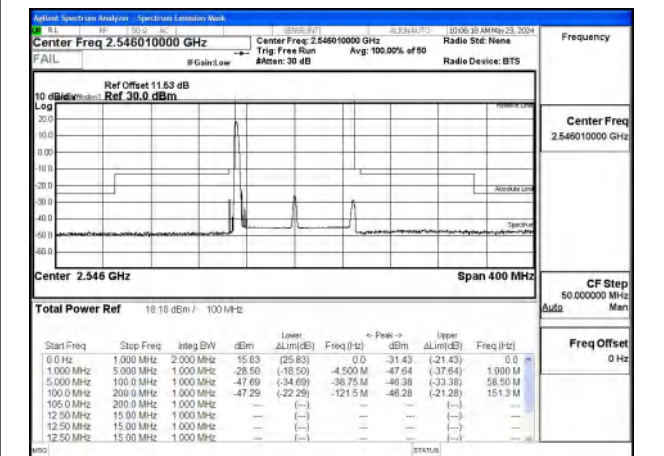 Agilent Spectrum Analyzer - Spectrum Emission Mask
RL RF 50 Ω AC SENSE:INT ALIGN AUTO 10:06:18 AM May 23, 2024
Center Freq 2.546010000 GHz
Center Freq: 2.546010000 GHz
Radio Std: None
Trig: Free Run Avg: 100.00% of 50
FAIL
IFGain:Low
#Atten: 30 dB
Radio Device: BTS
Frequency
Ref Offset 11.53 dB
10 dB/div
Ref 30.0 dBm
Log
Relative Limit
20.0
10.0
0.00
-10.0
-20.0
-30.0
-40.0
-50.0
-60.0
Absolute Limit
Spectrum
Center 2.546 GHz
Span 400 MHz
Center Freq
2.546010000 GHz
CF Step
50.000000 MHz
Auto Man
Freq Offset
0 Hz
Total Power Ref 18.18 dBm / 100 MHz
Lower <- Peak -> Upper
Start Freq Stop Freq Integ BW dBm ΔLim(dB) Freq (Hz) dBm ΔLim(dB) Freq (Hz)
0.0 Hz 1.000 MHz 2.000 MHz 15.83 (25.83) 0.0 -31.43 (-21.43) 0.0
1.000 MHz 5.000 MHz 1.000 MHz -28.50 (-18.50) -4.500 M -47.64 (-37.64) 1.000 M
5.000 MHz 100.0 MHz 1.000 MHz -47.69 (-34.69) -38.75 M -46.38 (-33.38) 58.50 M
100.0 MHz 200.0 MHz 1.000 MHz -47.29 (-22.29) -121.5 M -46.28 (-21.28) 151.3 M
105.0 MHz 200.0 MHz 1.000 MHz --- (---) --- --- (---) ---
12.50 MHz 15.00 MHz 1.000 MHz --- (---) --- --- (---) ---
12.50 MHz 15.00 MHz 1.000 MHz --- (---) --- --- (---) ---
12.50 MHz 15.00 MHz 1.000 MHz --- (---) --- --- (---) ---
MSG
STATUS